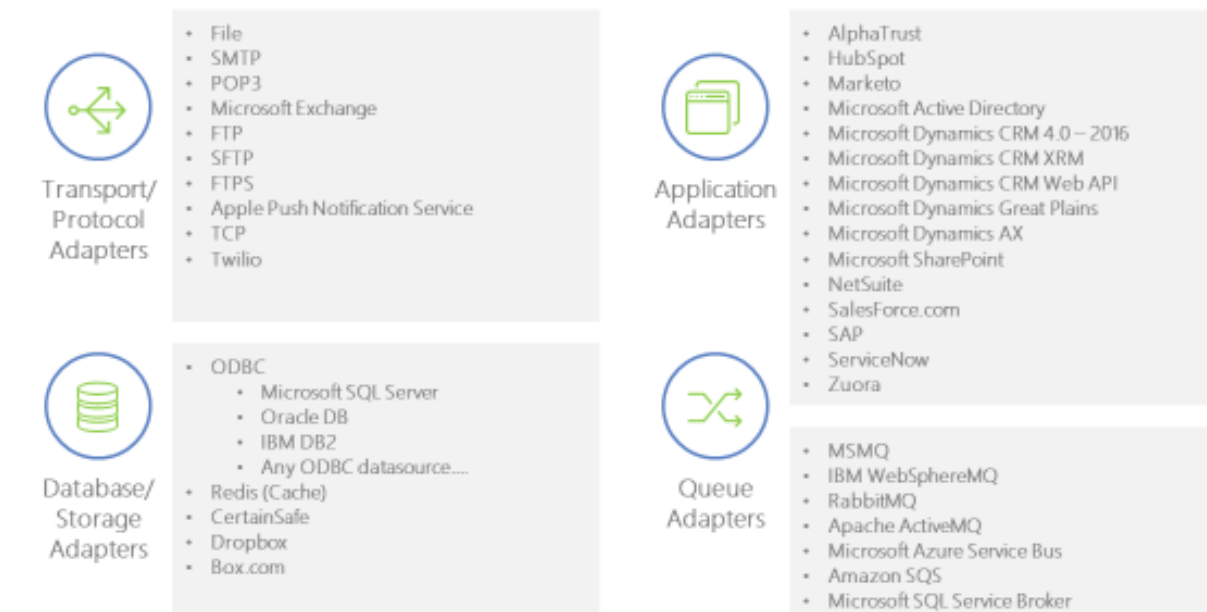 Transport/
Protocol
Adapters
• File
• SMTP
• POP3
• Microsoft Exchange
• FTP
• SFTP
• FTPS
• Apple Push Notification Service
• TCP
• Twilio
Application
Adapters
• AlphaTrust
• HubSpot
• Marketo
• Microsoft Active Directory
• Microsoft Dynamics CRM 4.0 – 2016
• Microsoft Dynamics CRM XRM
• Microsoft Dynamics CRM Web API
• Microsoft Dynamics Great Plains
• Microsoft Dynamics AX
• Microsoft SharePoint
• NetSuite
• SalesForce.com
• SAP
• ServiceNow
• Zuora
Database/
Storage
Adapters
• ODBC
• Microsoft SQL Server
• Oracle DB
• IBM DB2
• Any ODBC datasource....
• Redis (Cache)
• CertainSafe
• Dropbox
• Box.com
Queue
Adapters
• MSMQ
• IBM WebSphereMQ
• RabbitMQ
• Apache ActiveMQ
• Microsoft Azure Service Bus
• Amazon SQS
• Microsoft SQL Service Broker